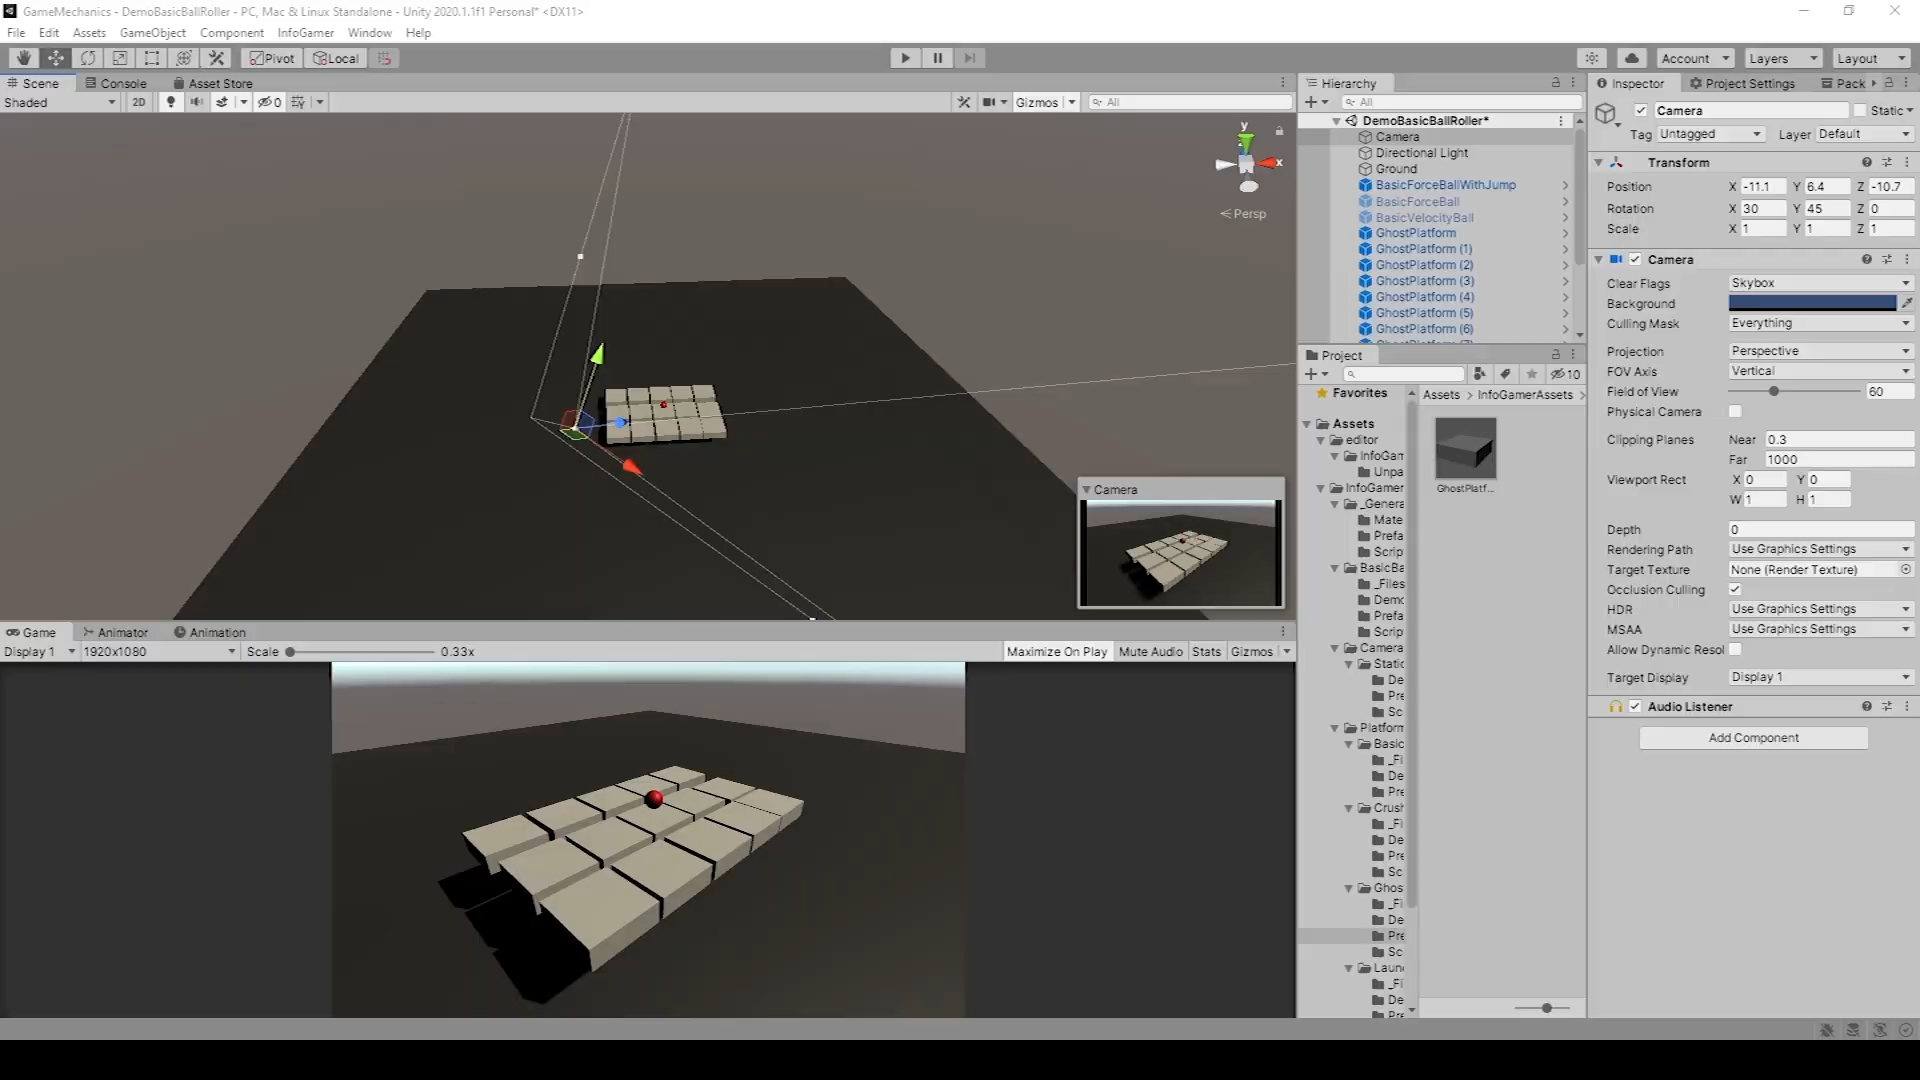 GameMechanics - DemoBasicBallRoller - PC, Mac & Linux Standalone - Unity 2020.1.1f1 Personal* <DX11>
File Edit Assets GameObject Component InfoGamer Window Help
Pivot Local Account Layers Layout
Scene Console Asset Store
Shaded 2D 0 Gizmos All
y
x
Persp
Camera
Game Animator Animation
Display 1 1920x1080 Scale 0.33x Maximize On Play Mute Audio Stats Gizmos
Hierarchy
All
DemoBasicBallRoller*
Camera
Directional Light
Ground
BasicForceBallWithJump
BasicForceBall
BasicVelocityBall
GhostPlatform
GhostPlatform (1)
GhostPlatform (2)
GhostPlatform (3)
GhostPlatform (4)
GhostPlatform (5)
GhostPlatform (6)
Project
10
Favorites
Assets
editor
InfoGam
Unpa
InfoGamer
_Genera
Mate
Prefa
Scrip
BasicBa
_Files
Demo
Prefa
Scrip
Camera
Static
De
Pre
Sc
Platform
Basic
_Fi
De
Pre
Crush
_Fi
De
Pre
Sc
Ghos
_Fi
De
Pre
Sc
Laun
_Fi
De
Assets > InfoGamerAssets >
GhostPlatf...
Inspector Project Settings Pack
Camera Static
Tag Untagged Layer Default
Transform
Position X -11.1 Y 6.4 Z -10.7
Rotation X 30 Y 45 Z 0
Scale X 1 Y 1 Z 1
Camera
Clear Flags Skybox
Background
Culling Mask Everything
Projection Perspective
FOV Axis Vertical
Field of View 60
Physical Camera
Clipping Planes Near 0.3
Far 1000
Viewport Rect X 0 Y 0
W 1 H 1
Depth 0
Rendering Path Use Graphics Settings
Target Texture None (Render Texture)
Occlusion Culling
HDR Use Graphics Settings
MSAA Use Graphics Settings
Allow Dynamic Resol
Target Display Display 1
Audio Listener
Add Component